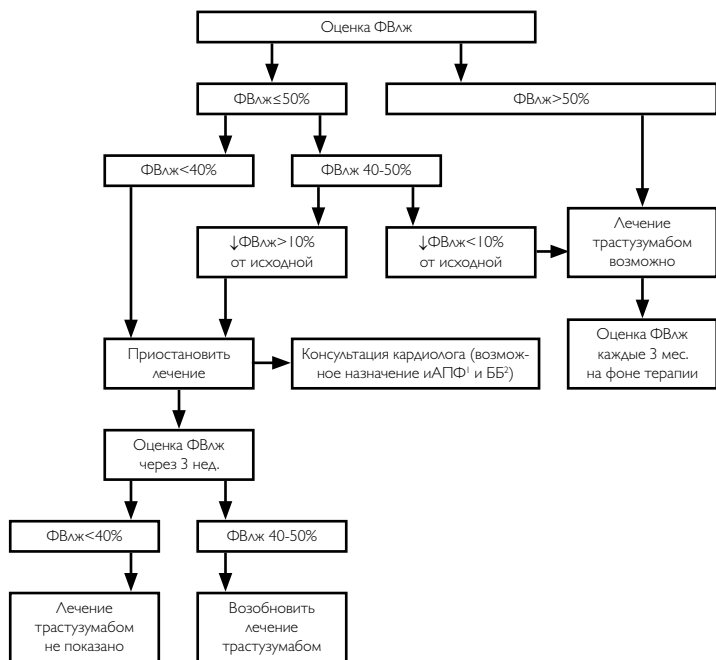 Оценка ФВлж
ФВлж≤50%
ФВлж>50%
ФВлж<40%
ФВлж 40-50%
↓ФВлж>10%
от исходной
↓ФВлж<10%
от исходной
Лечение
трастузумабом
возможно
Приостановить
лечение
Консультация кардиолога (возмож-
ное назначение иАПФ¹ и ББ²)
Оценка ФВлж
каждые 3 мес.
на фоне терапии
Оценка ФВлж
через 3 нед.
ФВлж<40%
ФВлж 40-50%
Лечение
трастузумабом
не показано
Возобновить
лечение
трастузумабом